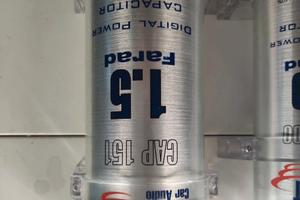 Car Audio
CAP 151
1.5
Farad
DIGITAL POWER
CAPACITOR